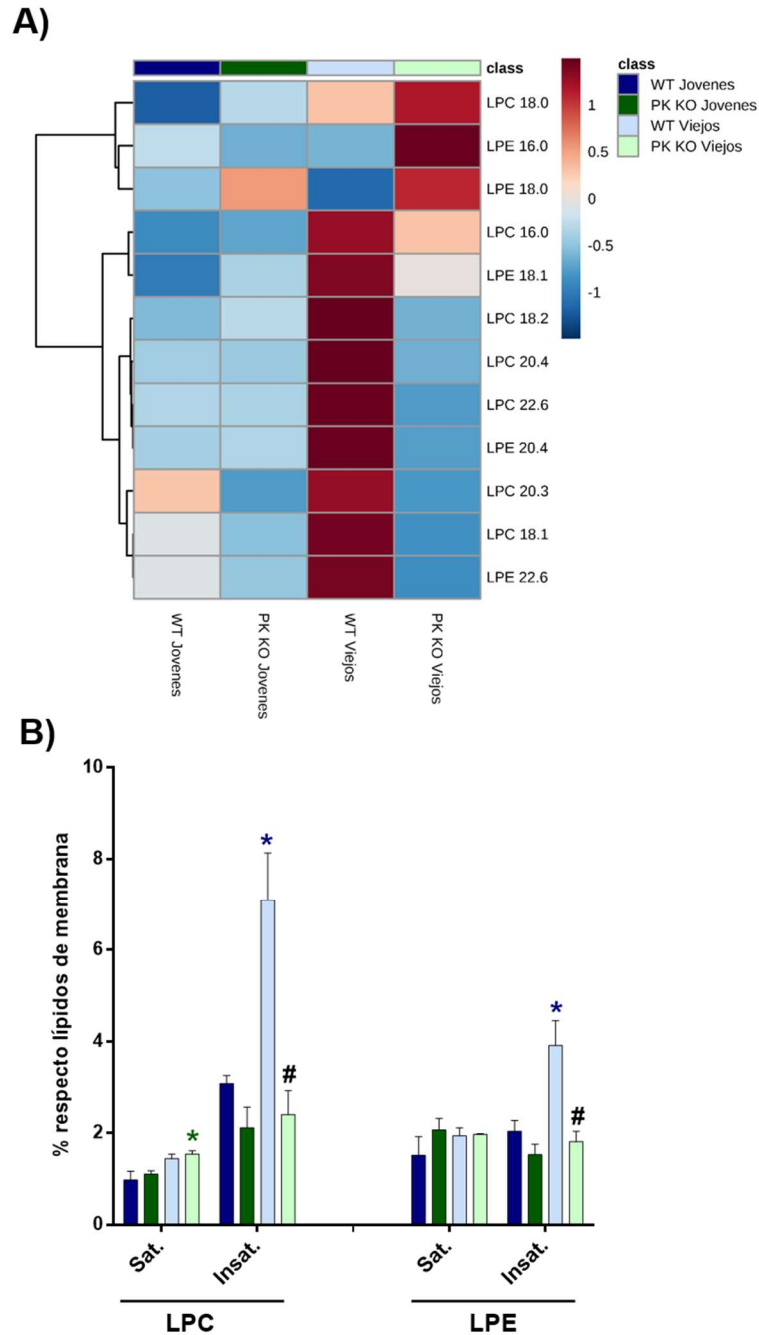 A)
class
class
WT Jovenes
PK KO Jovenes
WT Viejos
PK KO Viejos
1
0.5
0
-0.5
-1
LPC 18.0
LPE 16.0
LPE 18.0
LPC 16.0
LPE 18.1
LPC 18.2
LPC 20.4
LPC 22.6
LPE 20.4
LPC 20.3
LPC 18.1
LPE 22.6
WT Jovenes
PK KO Jovenes
WT Viejos
PK KO Viejos
B)
% respecto lípidos de membrana
10
8
6
4
2
0
*
*
#
*
#
Sat.
Insat.
Sat.
Insat.
LPC
LPE